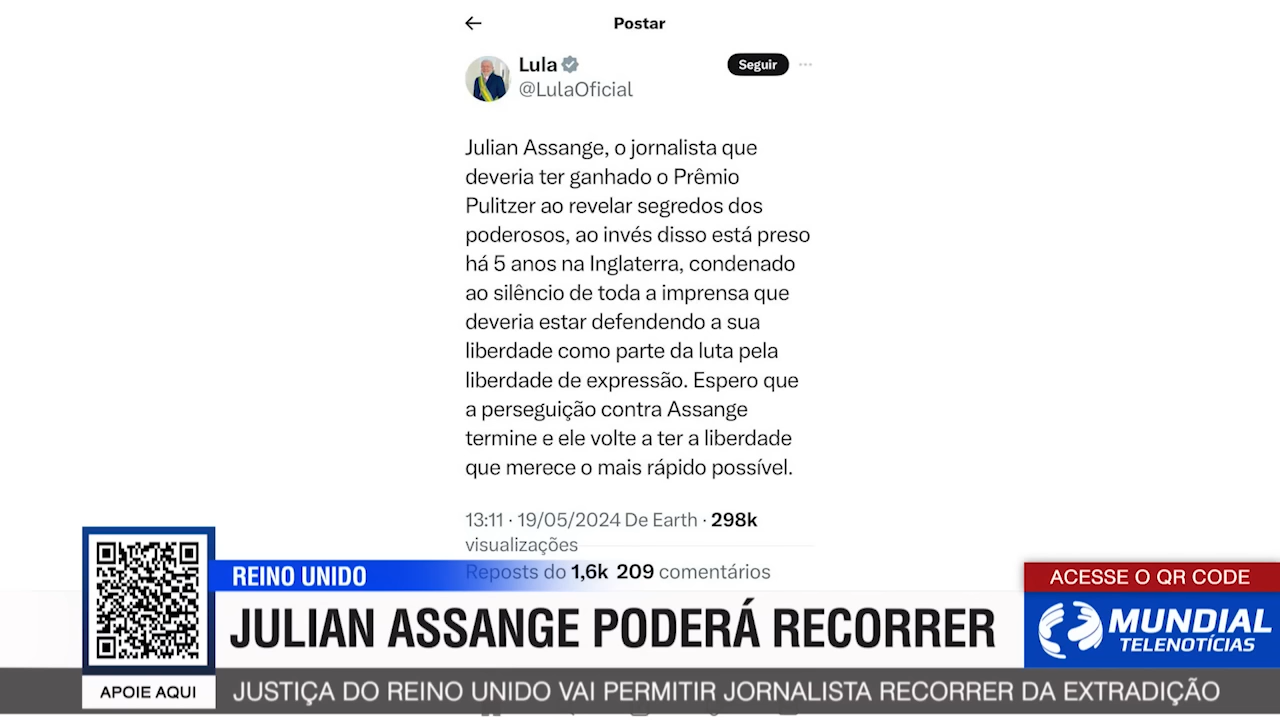 Postar
Lula
Seguir
@LulaOficial
Julian Assange, o jornalista que
deveria ter ganhado o Prêmio
Pulitzer ao revelar segredos dos
poderosos, ao invés disso está preso
há 5 anos na Inglaterra, condenado
ao silêncio de toda a imprensa que
deveria estar defendendo a sua
liberdade como parte da luta pela
liberdade de expressão. Espero que
a perseguição contra Assange
termine e ele volte a ter a liberdade
que merece o mais rápido possível.
13:11 · 19/05/2024 De Earth · 298k
visualizações
Reposts do 1,6k 209 comentários
REINO UNIDO
JULIAN ASSANGE PODERÁ RECORRER
ACESSE O QR CODE
MUNDIAL
TELENOTÍCIAS
APOIE AQUI
JUSTIÇA DO REINO UNIDO VAI PERMITIR JORNALISTA RECORRER DA EXTRADIÇÃO